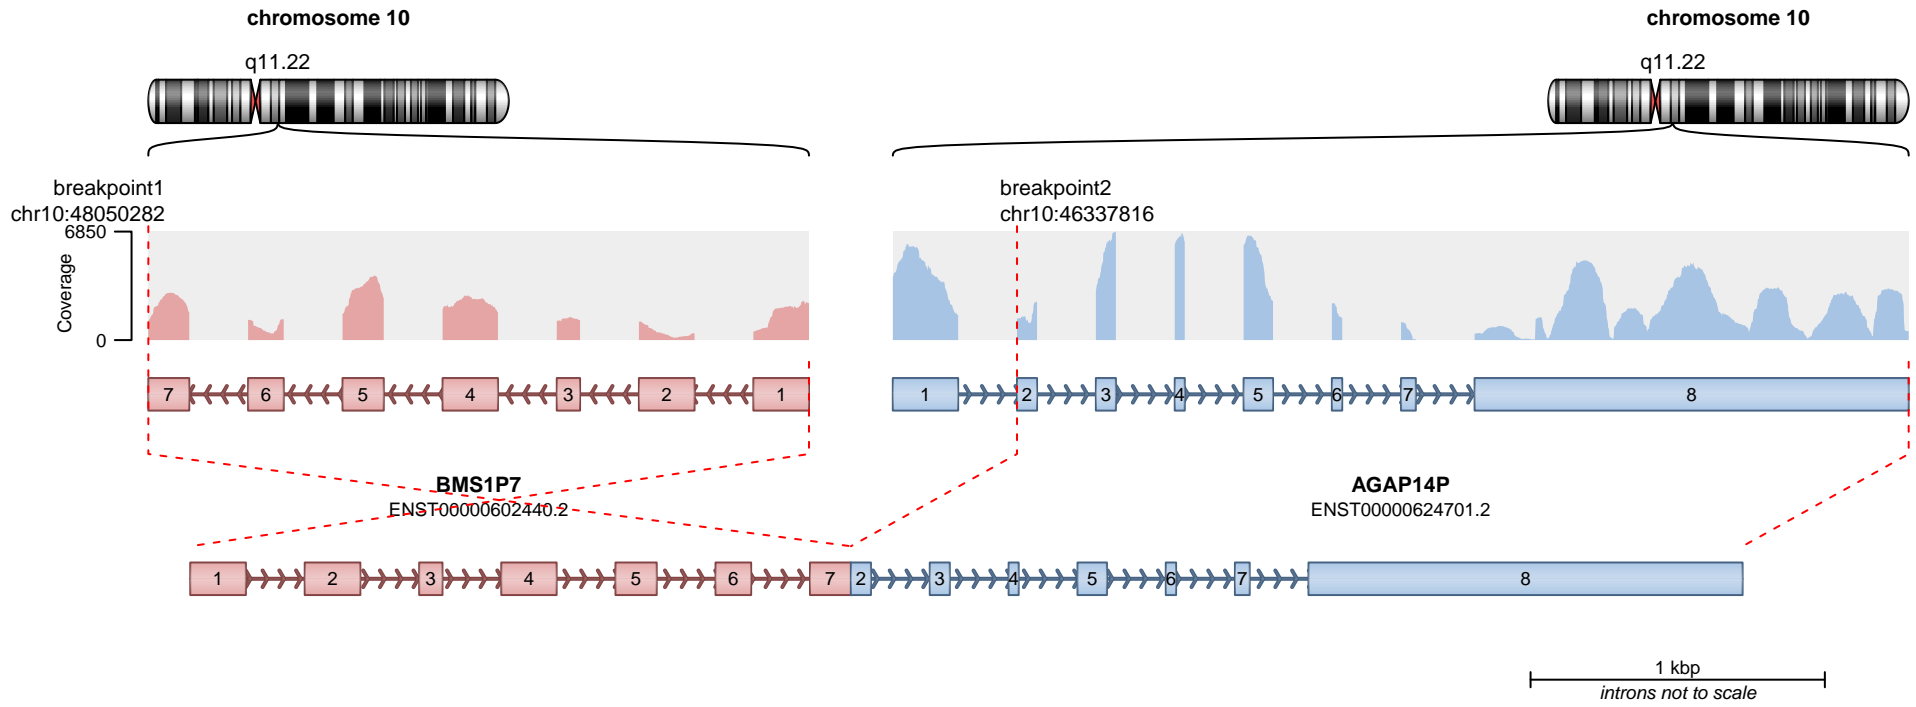 chromosome 10
chromosome 10
q11.22
q11.22
breakpoint1
chr10:48050282
breakpoint2
chr10:46337816
6850
Coverage
0
7 6 5 4 3 2 1
1 2 3 4 5 6 7 8
BMS1P7
ENST00000602440.2
AGAP14P
ENST00000624701.2
1 2 3 4 5 6 7 2 3 4 5 6 7 8
1 kbp
introns not to scale